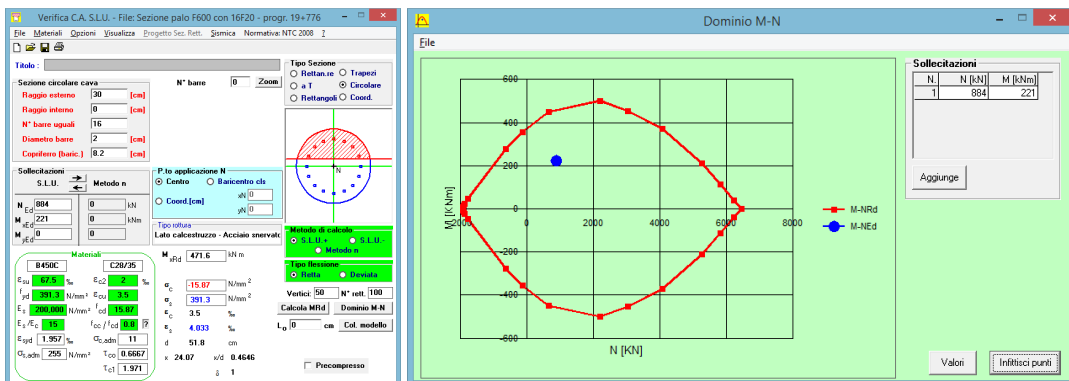 Verifica C.A. S.L.U. - File: Sezione palo F600 con 16F20 - progr. 19+776
File Materiali Opzioni Visualizza Progetto Sez. Rett. Sismica Normativa: NTC 2008 ?
Titolo :
Sezione circolare cava
Raggio esterno 30 [cm]
Raggio interno 0 [cm]
N° barre uguali 16
Diametro barre 2 [cm]
Copriferro (baric.) 8.2 [cm]
N° barre 0 Zoom
Tipo Sezione
Rettan.re Trapezi
a T Circolare
Rettangoli Coord.
N
Sollecitazioni
S.L.U. Metodo n
N Ed 884 0 kN
M xEd 221 0 kNm
M yEd 0 0
P.to applicazione N
Centro Baricentro cls
Coord.[cm] xN 0
yN 0
Tipo rottura
Lato calcestruzzo - Acciaio snervato
Metodo di calcolo
S.L.U.+ S.L.U.-
Metodo n
Tipo flessione
Retta Deviata
Materiali
B450C C28/35
εsu 67.5 ‰ εc2 2 ‰
fyd 391.3 N/mm² εcu 3.5
Es 200,000 N/mm² fcd 15.87
Es/Ec 15 fcc/fcd 0.8 ?
εsyd 1.957 ‰ σc,adm 11
σs,adm 255 N/mm² τco 0.6667
τc1 1.971
M xRd 471.6 kN m
σc -15.87 N/mm²
σs 391.3 N/mm²
εc 3.5 ‰
εs 4.033 ‰
d 51.8 cm
x 24.07 x/d 0.4646
δ 1
Vertici: 50 N° rett. 100
Calcola MRd Dominio M-N
Lo 0 cm Col. modello
Precompresso
Dominio M-N
File
600
400
200
0
-200
-400
-600
-2000 0 2000 4000 6000 8000
M [KNm]
N [KN]
M-NRd
M-NEd
Sollecitazioni
N. N [kN] M [kNm]
1 884 221
Aggiunge
Valori Infittisci punti